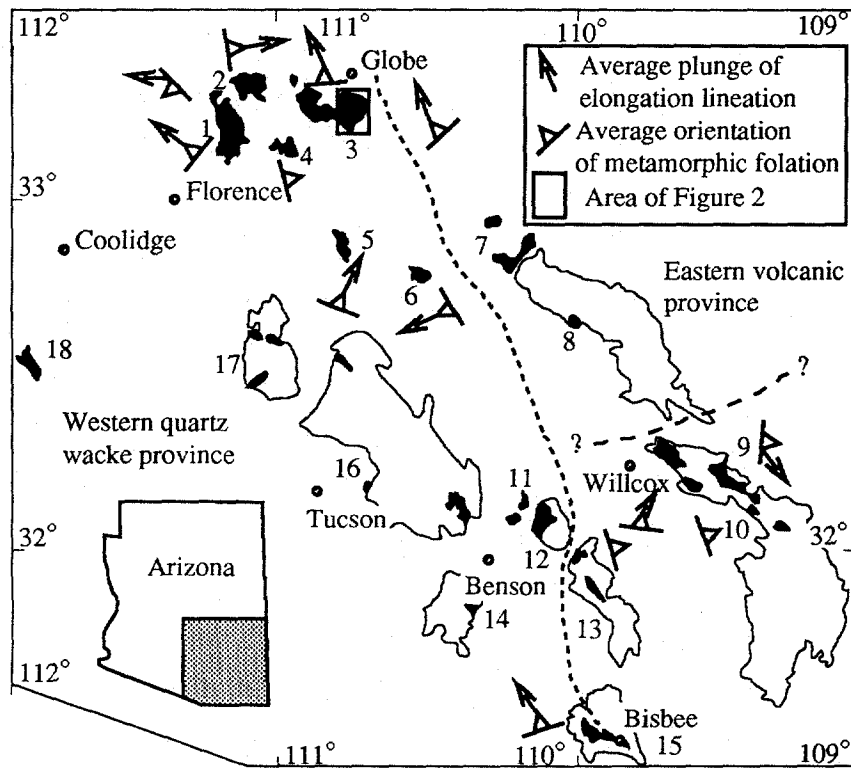 112°
111°
110°
109°
Globe
Average plunge of
elongation lineation
Average orientation
of metamorphic folation
Area of Figure 2
2
1
3
4
33°
Florence
Coolidge
5
6
7
Eastern volcanic
province
8
18
17
?
?
Western quartz
wacke province
9
Willcox
16
11
Tucson
10
32°
12
32°
Arizona
Benson
14
13
112°
Bisbee
15
111°
110°
109°